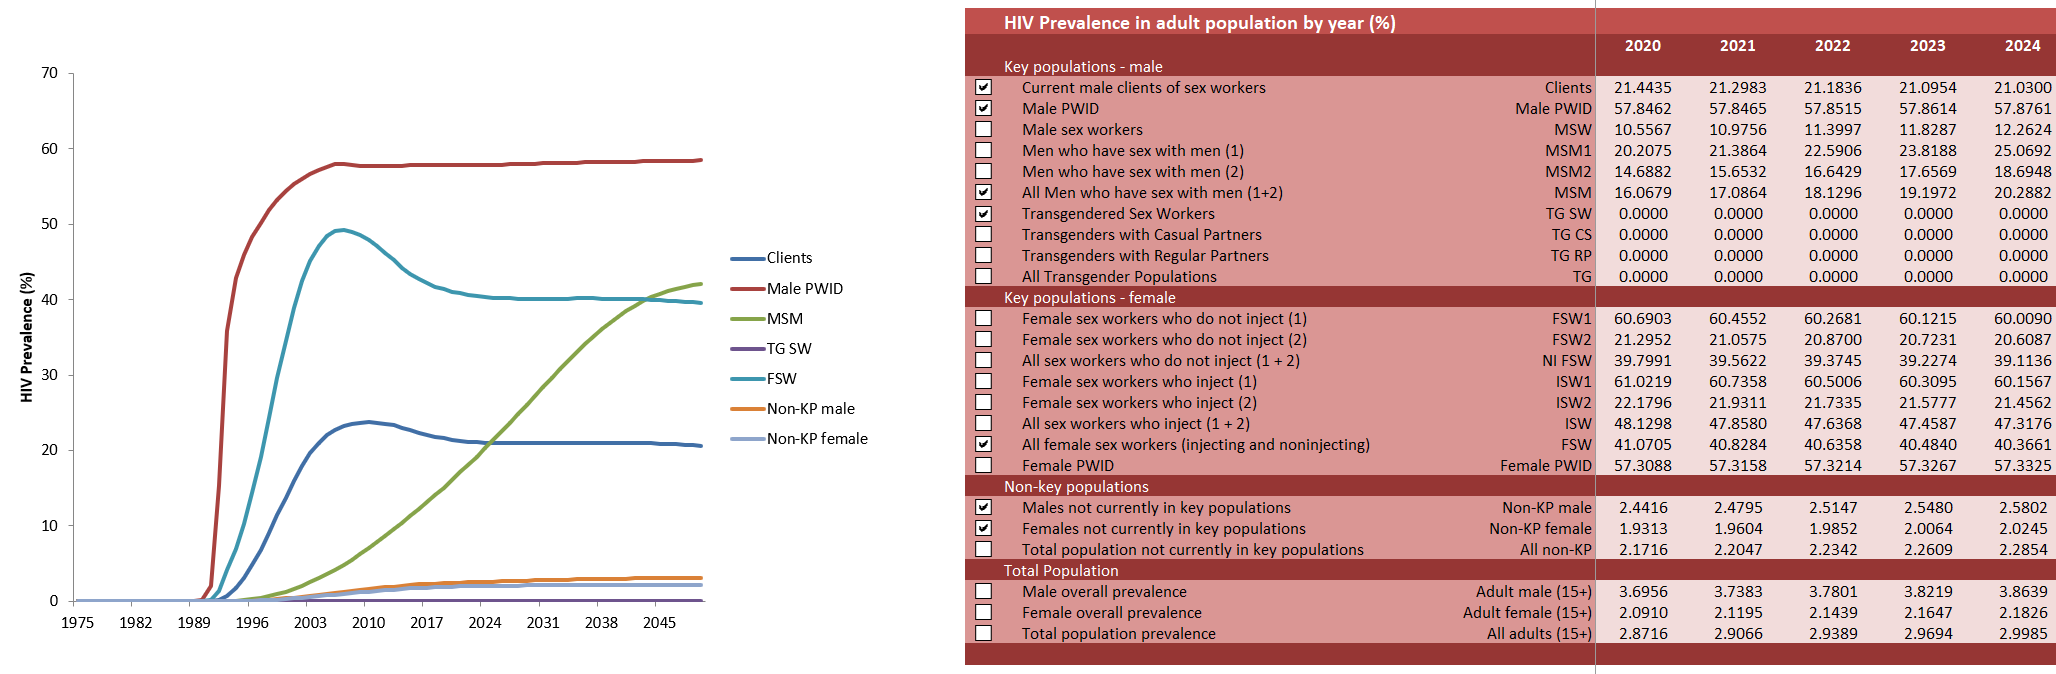 70
60
50
40
30
20
10
0
HIV Prevalence (%)
1975 1982 1989 1996 2003 2010 2017 2024 2031 2038 2045
Clients
Male PWID
MSM
TG SW
FSW
Non-KP male
Non-KP female
HIV Prevalence in adult population by year (%)
2020 2021 2022 2023 2024
Key populations - male
Current male clients of sex workers Clients 21.4435 21.2983 21.1836 21.0954 21.0300
Male PWID Male PWID 57.8462 57.8465 57.8515 57.8614 57.8761
Male sex workers MSW 10.5567 10.9756 11.3997 11.8287 12.2624
Men who have sex with men (1) MSM1 20.2075 21.3864 22.5906 23.8188 25.0692
Men who have sex with men (2) MSM2 14.6882 15.6532 16.6429 17.6569 18.6948
All Men who have sex with men (1+2) MSM 16.0679 17.0864 18.1296 19.1972 20.2882
Transgendered Sex Workers TG SW 0.0000 0.0000 0.0000 0.0000 0.0000
Transgenders with Casual Partners TG CS 0.0000 0.0000 0.0000 0.0000 0.0000
Transgenders with Regular Partners TG RP 0.0000 0.0000 0.0000 0.0000 0.0000
All Transgender Populations TG 0.0000 0.0000 0.0000 0.0000 0.0000
Key populations - female
Female sex workers who do not inject (1) FSW1 60.6903 60.4552 60.2681 60.1215 60.0090
Female sex workers who do not inject (2) FSW2 21.2952 21.0575 20.8700 20.7231 20.6087
All sex workers who do not inject (1 + 2) NI FSW 39.7991 39.5622 39.3745 39.2274 39.1136
Female sex workers who inject (1) ISW1 61.0219 60.7358 60.5006 60.3095 60.1567
Female sex workers who inject (2) ISW2 22.1796 21.9311 21.7335 21.5777 21.4562
All sex workers who inject (1 + 2) ISW 48.1298 47.8580 47.6368 47.4587 47.3176
All female sex workers (injecting and noninjecting) FSW 41.0705 40.8284 40.6358 40.4840 40.3661
Female PWID Female PWID 57.3088 57.3158 57.3214 57.3267 57.3325
Non-key populations
Males not currently in key populations Non-KP male 2.4416 2.4795 2.5147 2.5480 2.5802
Females not currently in key populations Non-KP female 1.9313 1.9604 1.9852 2.0064 2.0245
Total population not currently in key populations All non-KP 2.1716 2.2047 2.2342 2.2609 2.2854
Total Population
Male overall prevalence Adult male (15+) 3.6956 3.7383 3.7801 3.8219 3.8639
Female overall prevalence Adult female (15+) 2.0910 2.1195 2.1439 2.1647 2.1826
Total population prevalence All adults (15+) 2.8716 2.9066 2.9389 2.9694 2.9985